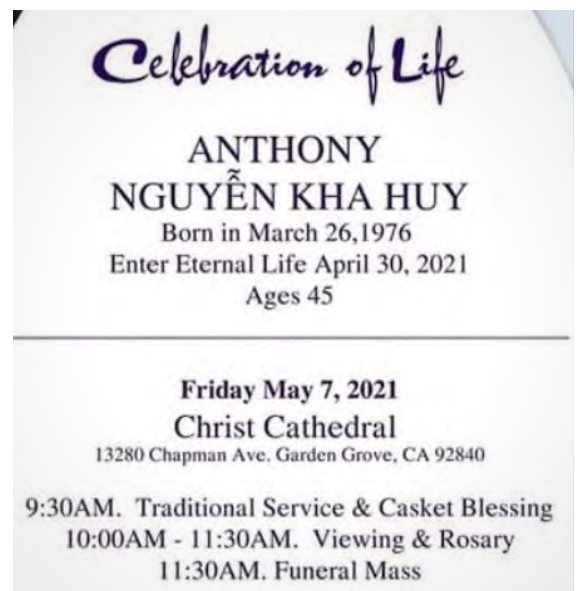 Celebration of Life
ANTHONY
NGUYỄN KHA HUY
Born in March 26,1976
Enter Eternal Life April 30, 2021
Ages 45
Friday May 7, 2021
Christ Cathedral
13280 Chapman Ave. Garden Grove, CA 92840
9:30AM. Traditional Service & Casket Blessing
10:00AM - 11:30AM. Viewing & Rosary
11:30AM. Funeral Mass